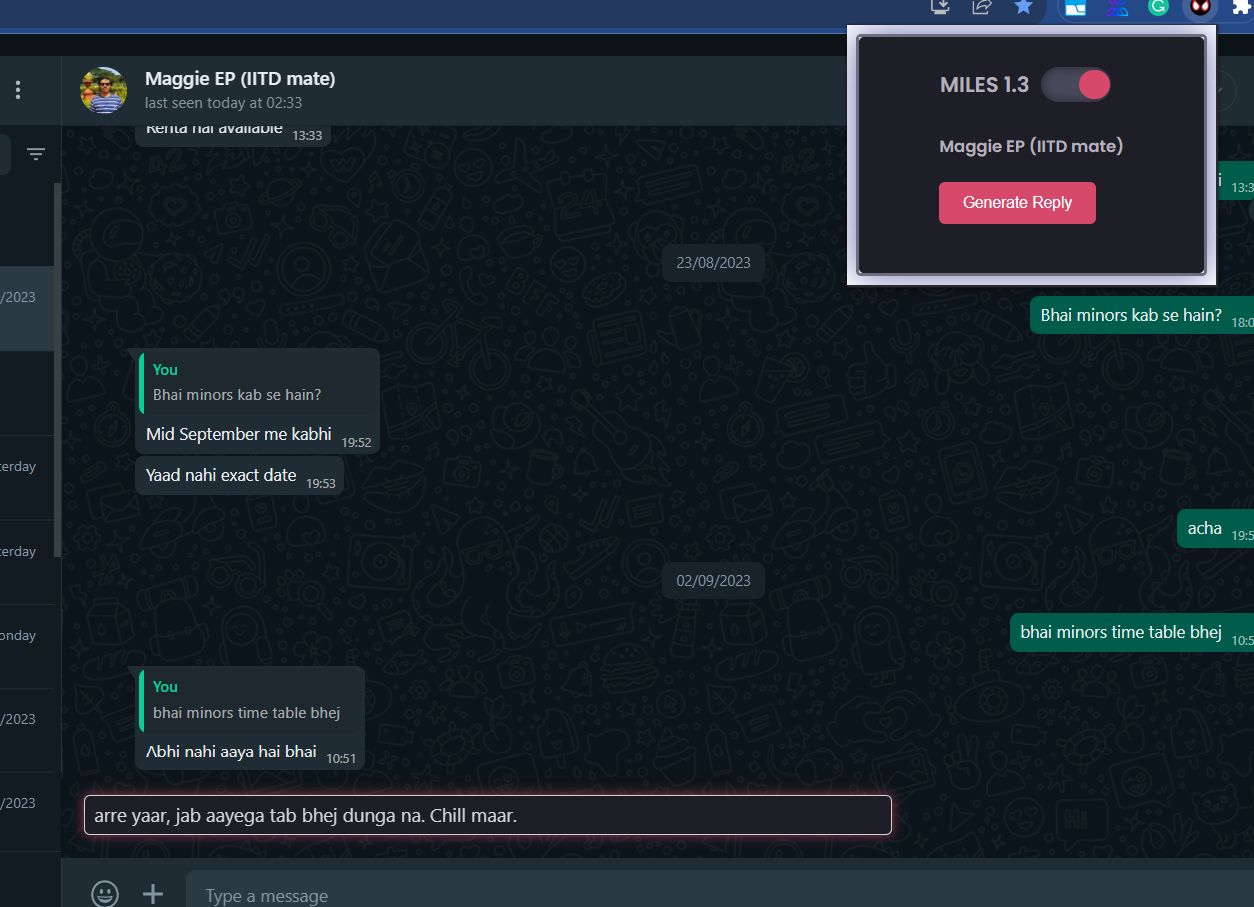 MILES 1.3
Maggie EP (IITD mate)
Generate Reply
Maggie EP (IITD mate)
last seen today at 02:33
Renta hai available 13:33
i 13:3
23/08/2023
/2023
Bhai minors kab se hain? 18:0
You
Bhai minors kab se hain?
Mid September me kabhi 19:52
terday
Yaad nahi exact date 19:53
acha 19:5
terday
02/09/2023
bhai minors time table bhej 10:5
onday
You
bhai minors time table bhej
/2023
Abhi nahi aaya hai bhai 10:51
/2023
arre yaar, jab aayega tab bhej dunga na. Chill maar.
Type a message